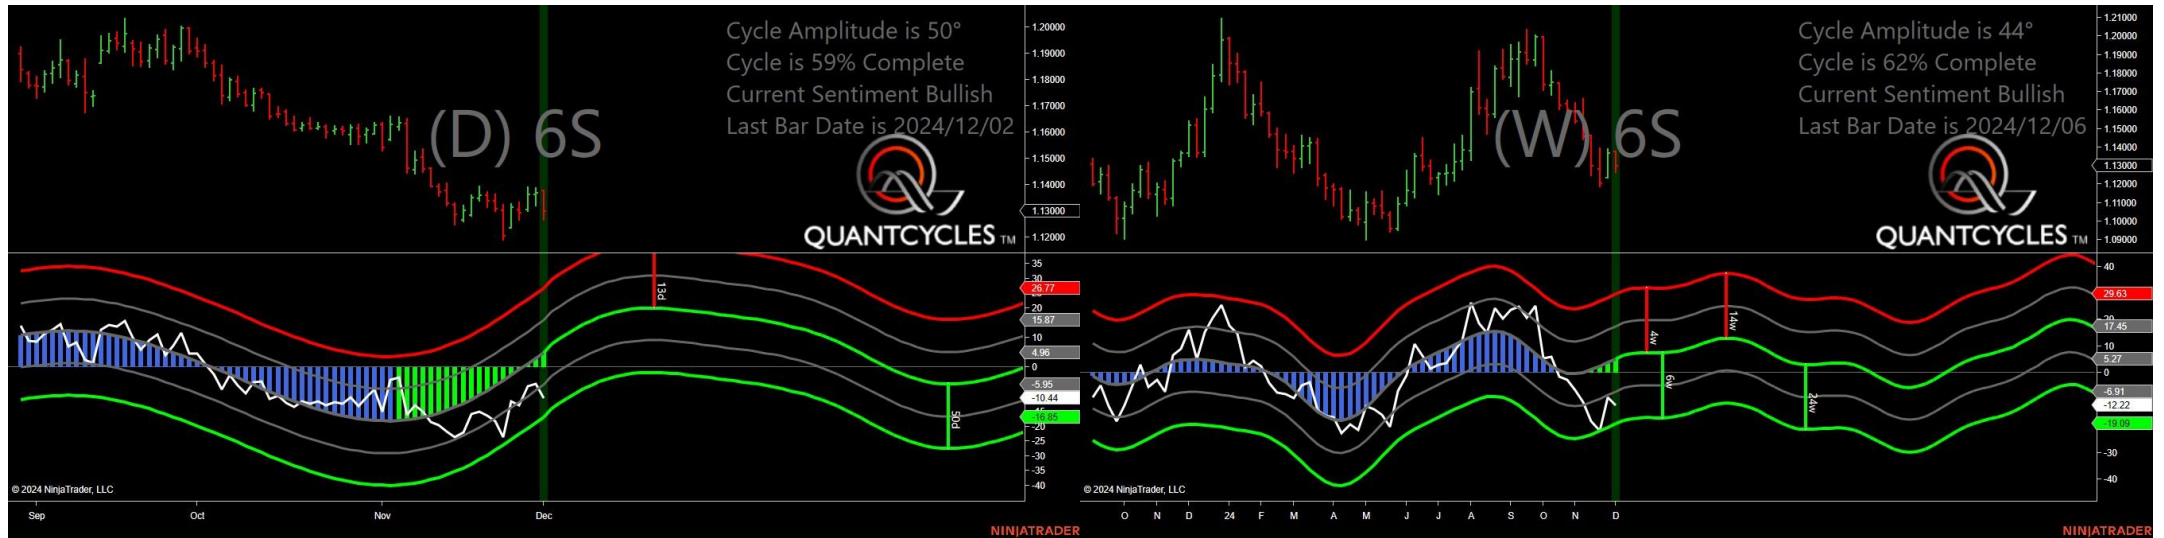 Cycle Amplitude is 50°
Cycle is 59% Complete
Current Sentiment Bullish
Last Bar Date is 2024/12/02
(D) 6S
QUANTCYCLES TM
1.20000
1.19000
1.18000
1.17000
1.16000
1.15000
1.14000
1.13000
1.12000
35
30
26.77
20
15.87
10
4.96
0
-5.95
-10.44
-16.85
-20
-25
-30
-35
-40
13d
50d
© 2024 NinjaTrader, LLC
Sep Oct Nov Dec
NINJATRADER
Cycle Amplitude is 44°
Cycle is 62% Complete
Current Sentiment Bullish
Last Bar Date is 2024/12/06
(W) 6S
QUANTCYCLES TM
1.21000
1.20000
1.19000
1.18000
1.17000
1.16000
1.15000
1.14000
1.13000
1.12000
1.11000
1.10000
1.09000
40
29.63
20
17.45
10
5.27
0
-6.91
-12.22
-19.09
-30
-40
4w
6w
14w
24w
© 2024 NinjaTrader, LLC
O N D 24 F M A M J J A S O N D
NINJATRADER